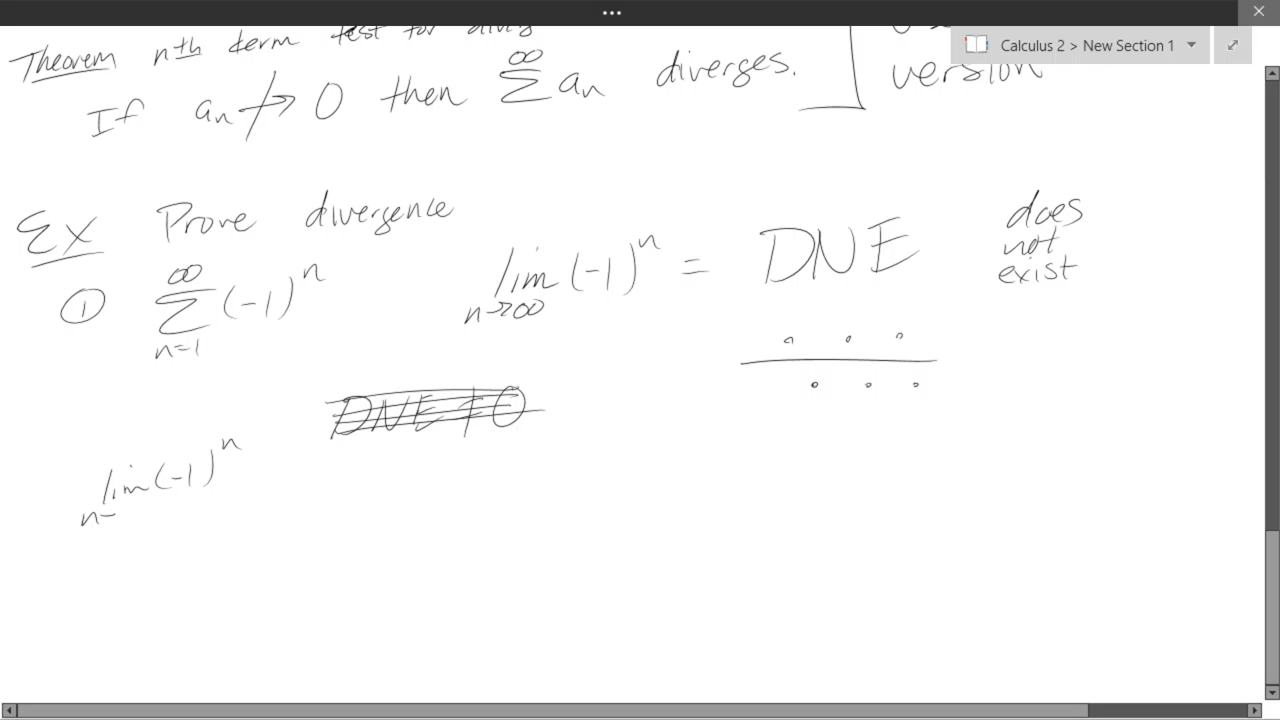 Calculus 2 > New Section 1
Theorem nth term test for
If aₙ ↛ 0 then ∞ Σ aₙ diverges.
version
Ex Prove divergence
① ∞ Σ n=1 (-1)ⁿ
lim n→∞ (-1)ⁿ = DNE
does
not
exist
DNE ≠ 0
lim (-1)ⁿ
n-